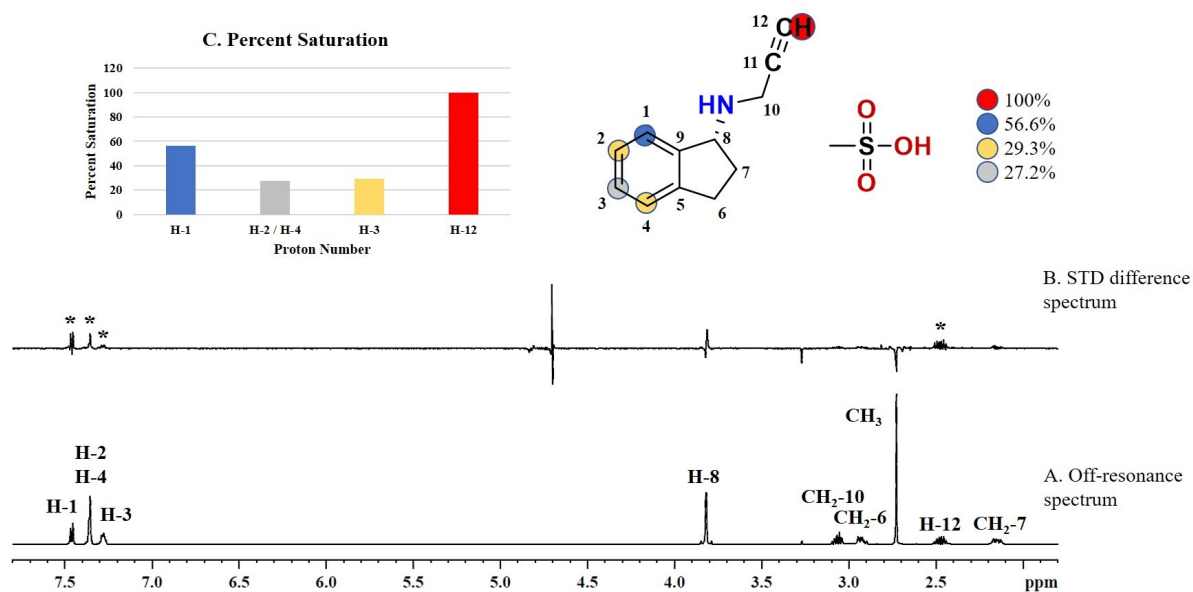 C. Percent Saturation
Percent Saturation
120
100
80
60
40
20
0
H-1
H-2 / H-4
H-3
H-12
Proton Number
12
CH
11
C
HN
10
1
2
9
8
7
3
5
6
4
O
S
OH
O
100%
56.6%
29.3%
27.2%
B. STD difference
spectrum
*
*
*
*
A. Off-resonance
spectrum
H-1
H-2
H-4
H-3
H-8
CH₂-10
CH₂-6
CH₃
H-12
CH₂-7
7.5
7.0
6.5
6.0
5.5
5.0
4.5
4.0
3.5
3.0
2.5
ppm